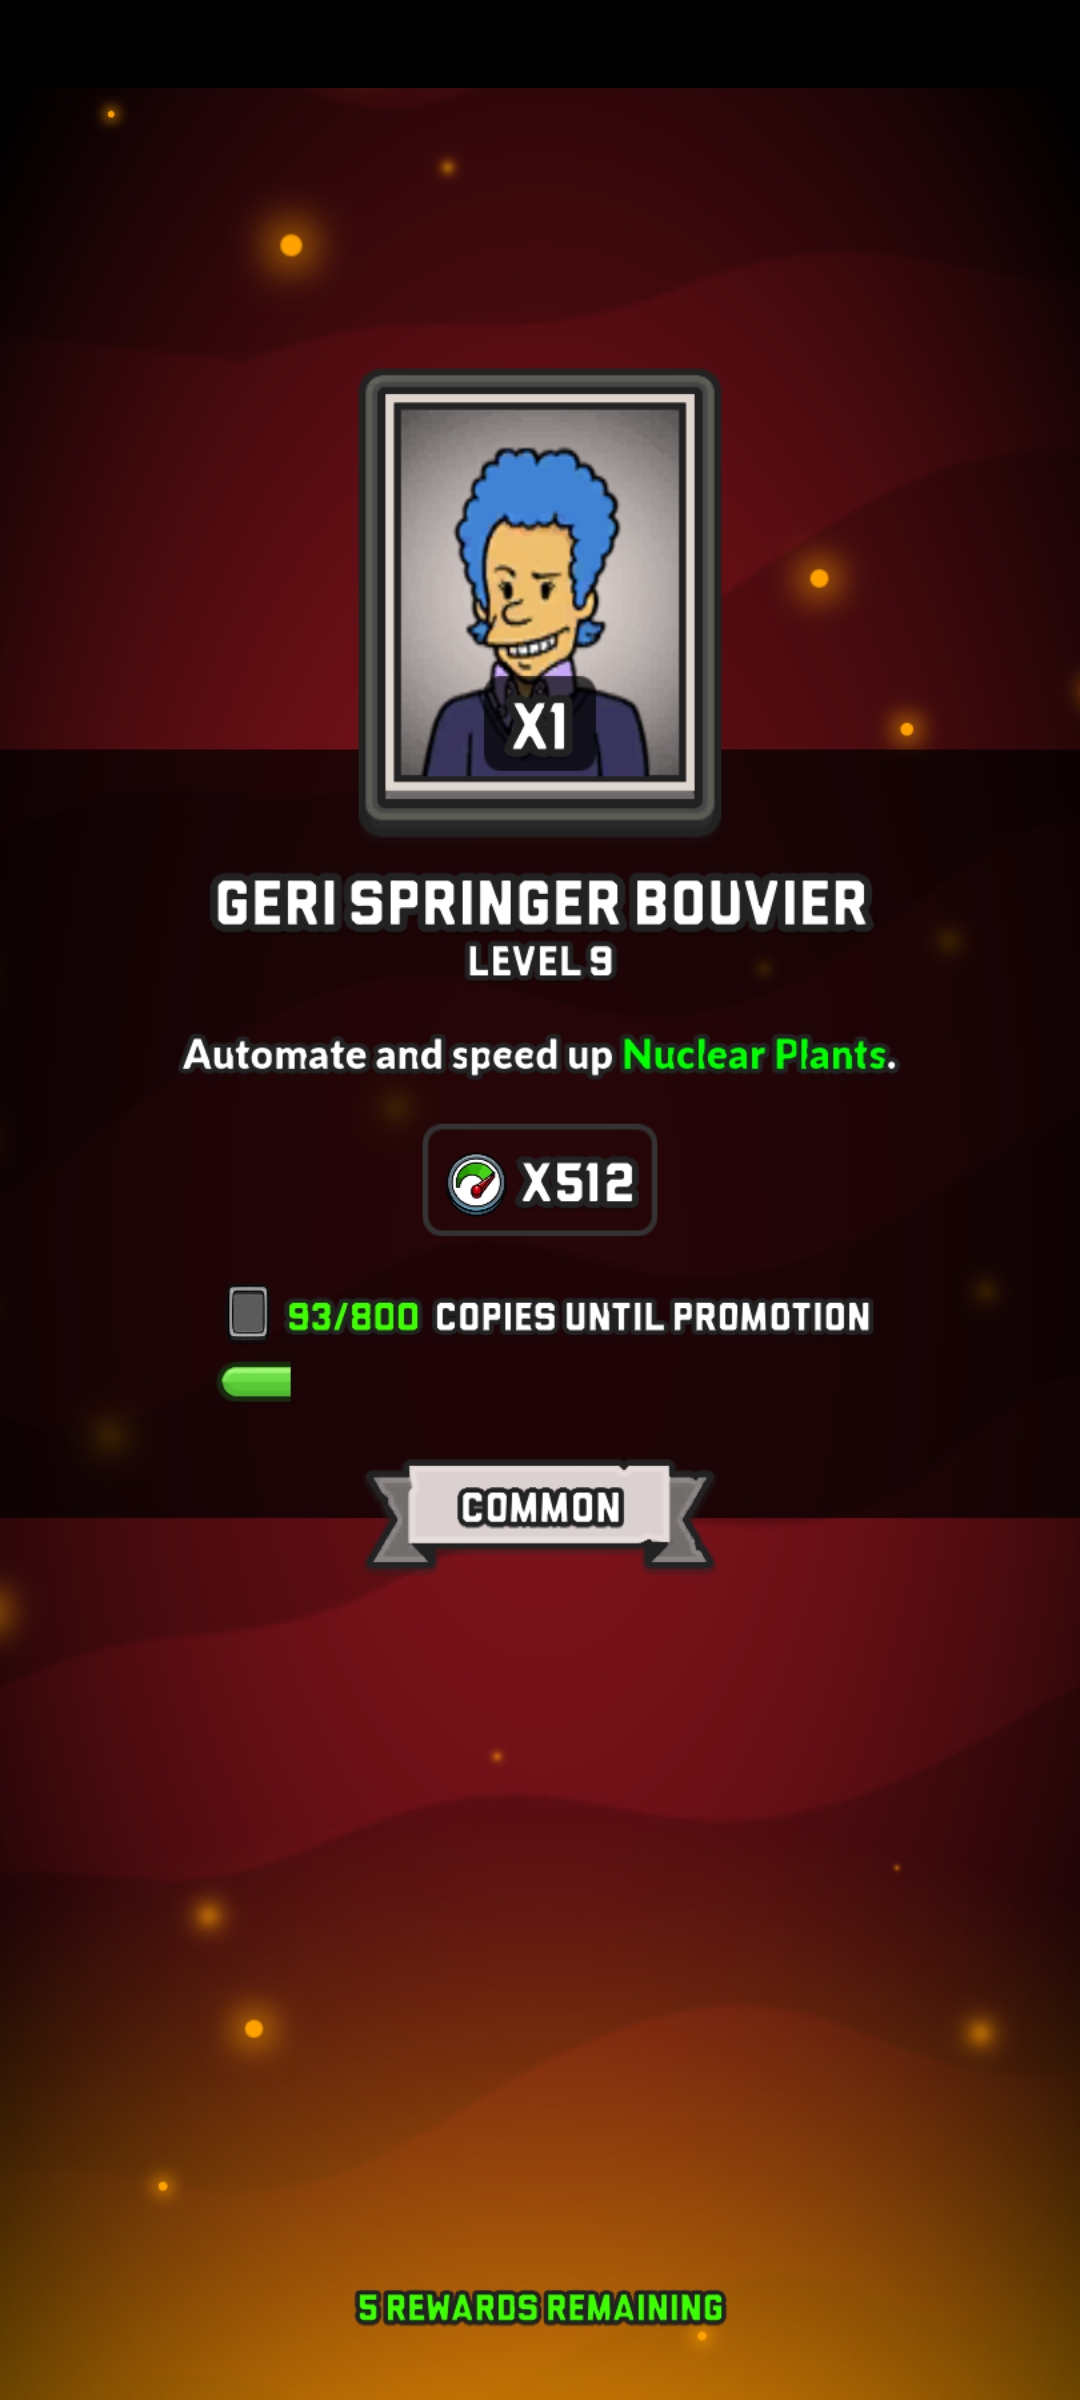 X1
GERI SPRINGER BOUVIER
LEVEL 9
Automate and speed up Nuclear Plants.
X512
93/800 COPIES UNTIL PROMOTION
COMMON
5 REWARDS REMAINING